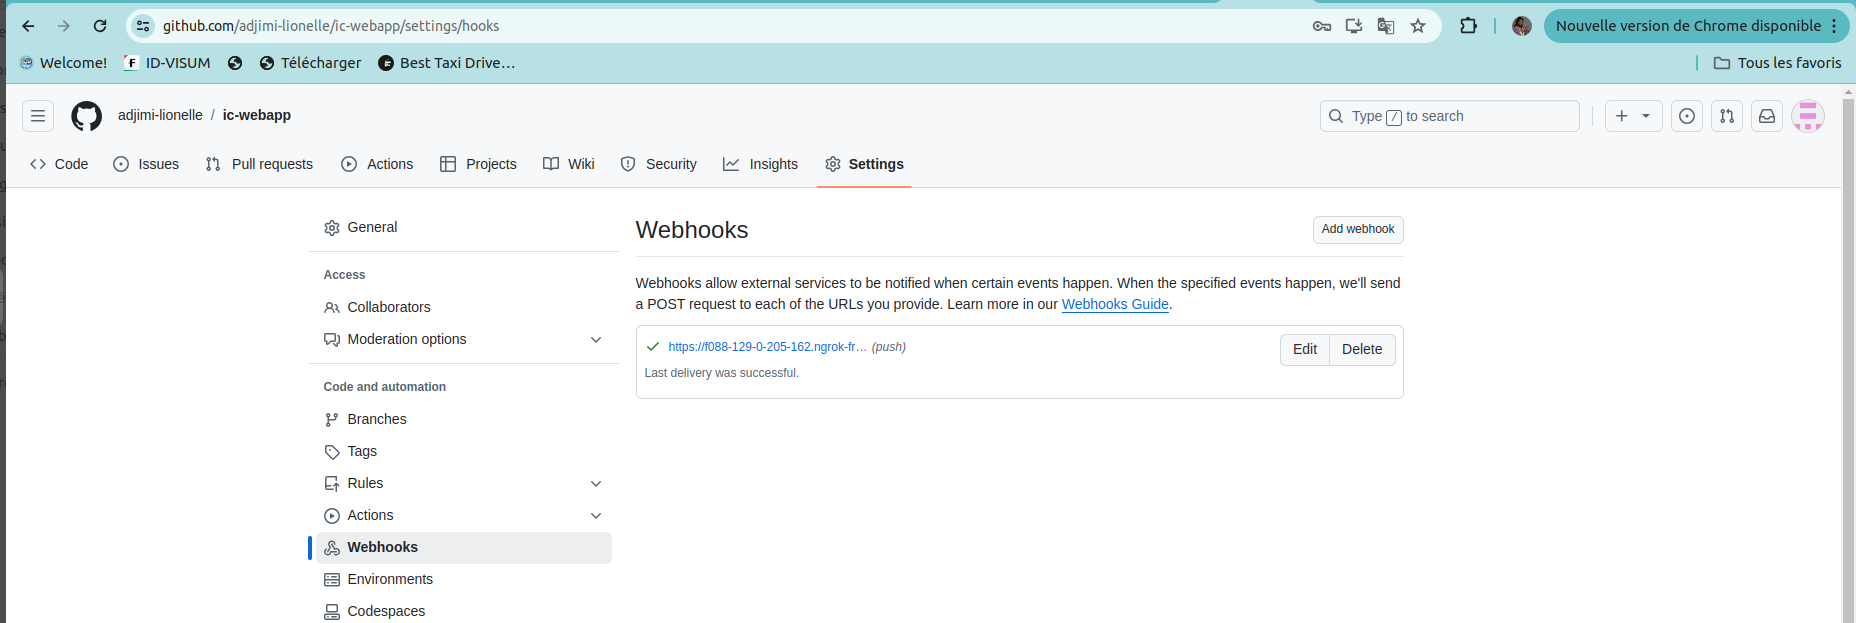 github.com/adjimi-lionelle/ic-webapp/settings/hooks
Nouvelle version de Chrome disponible
Welcome!
ID-VISUM
Télécharger
Best Taxi Drive…
Tous les favoris
adjimi-lionelle / ic-webapp
Type / to search
Code
Issues
Pull requests
Actions
Projects
Wiki
Security
Insights
Settings
General
Access
Collaborators
Moderation options
Code and automation
Branches
Tags
Rules
Actions
Webhooks
Environments
Codespaces
Webhooks
Add webhook
Webhooks allow external services to be notified when certain events happen. When the specified events happen, we'll send
a POST request to each of the URLs you provide. Learn more in our Webhooks Guide.
https://f088-129-0-205-162.ngrok-fr… (push)
Edit
Delete
Last delivery was successful.